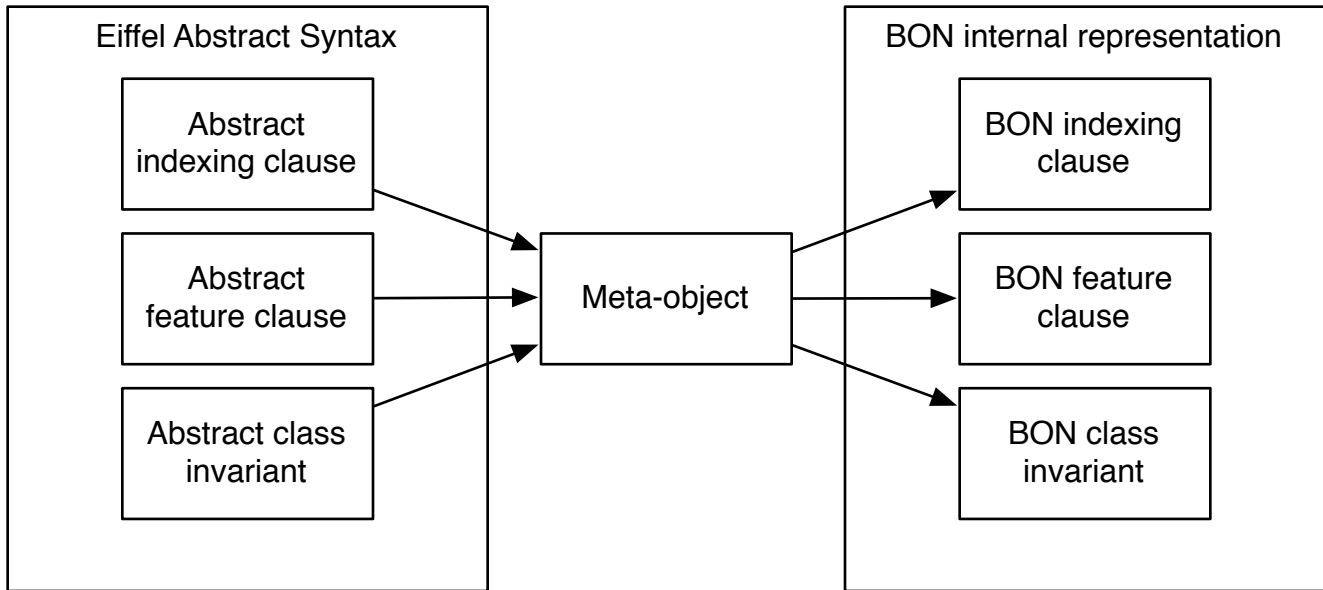 Eiffel Abstract Syntax
Abstract
indexing clause
Abstract
feature clause
Abstract class
invariant
Meta-object
BON internal representation
BON indexing
clause
BON feature
clause
BON class
invariant